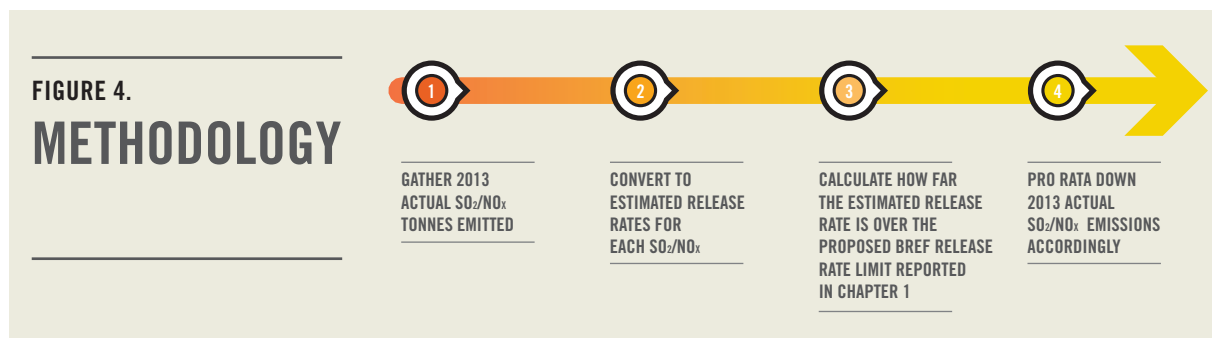 FIGURE 4.
METHODOLOGY
1
2
3
4
GATHER 2013
ACTUAL SO₂/NOₓ
TONNES EMITTED
CONVERT TO
ESTIMATED RELEASE
RATES FOR
EACH SO₂/NOₓ
CALCULATE HOW FAR
THE ESTIMATED RELEASE
RATE IS OVER THE
PROPOSED BREF RELEASE
RATE LIMIT REPORTED
IN CHAPTER 1
PRO RATA DOWN
2013 ACTUAL
SO₂/NOₓ EMISSIONS
ACCORDINGLY